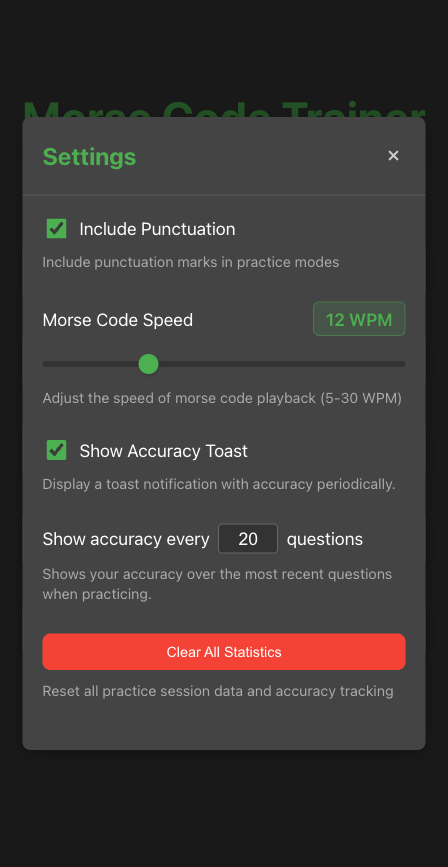 Morse Code Trainer
Settings ×
Include Punctuation
Include punctuation marks in practice modes
Morse Code Speed 12 WPM
Adjust the speed of morse code playback (5-30 WPM)
Show Accuracy Toast
Display a toast notification with accuracy periodically.
Show accuracy every 20 questions
Shows your accuracy over the most recent questions
when practicing.
Clear All Statistics
Reset all practice session data and accuracy tracking